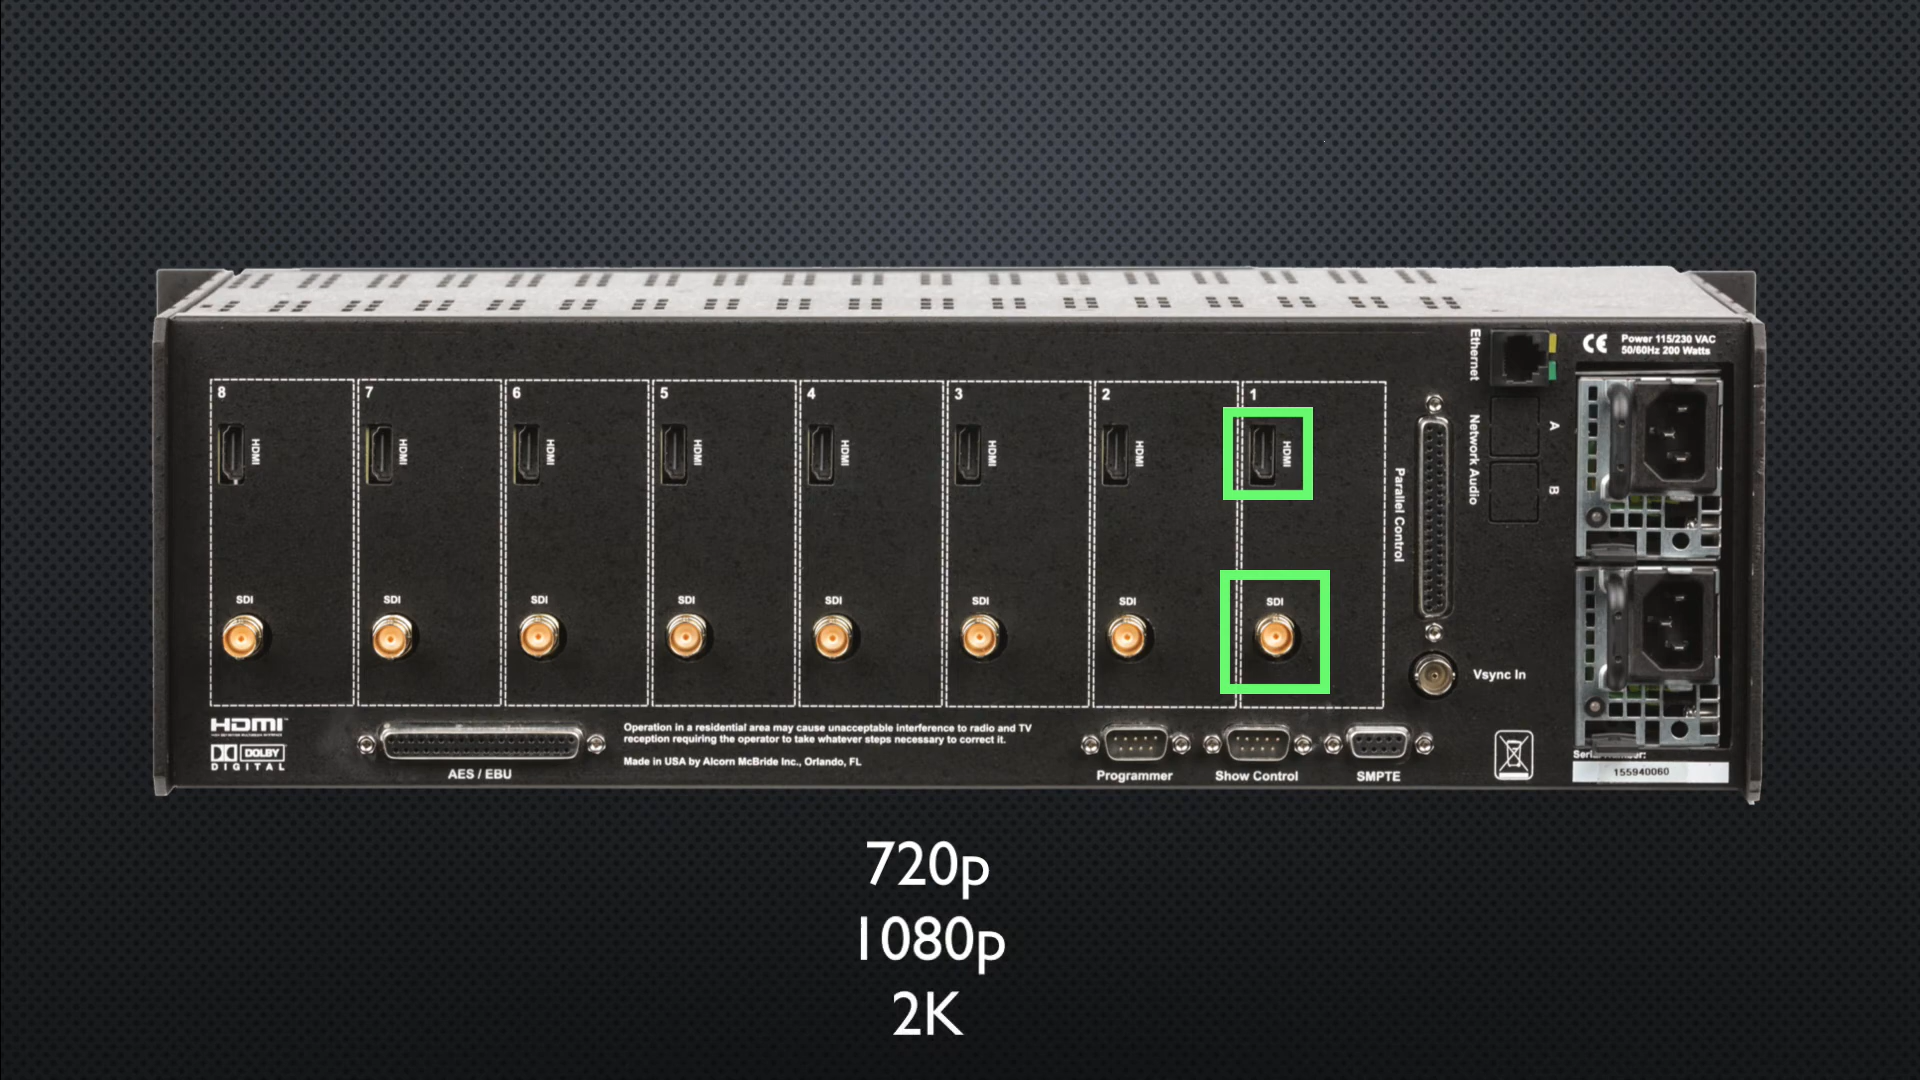 Ethernet
CE Power 115/230 VAC
50/60Hz 200 Watts
8
7
6
5
4
3
2
1
HDMI
HDMI
HDMI
HDMI
HDMI
HDMI
HDMI
HDMI
Network Audio
A
B
Parallel Control
SDI
SDI
SDI
SDI
SDI
SDI
SDI
SDI
Vsync In
HDMI
DOLBY
DIGITAL
AES / EBU
Operation in a residential area may cause unacceptable interference to radio and TV
reception requiring the operator to take whatever steps necessary to correct it.
Made in USA by Alcorn McBride Inc., Orlando, FL
Programmer
Show Control
SMPTE
155940060
720p
1080p
2K